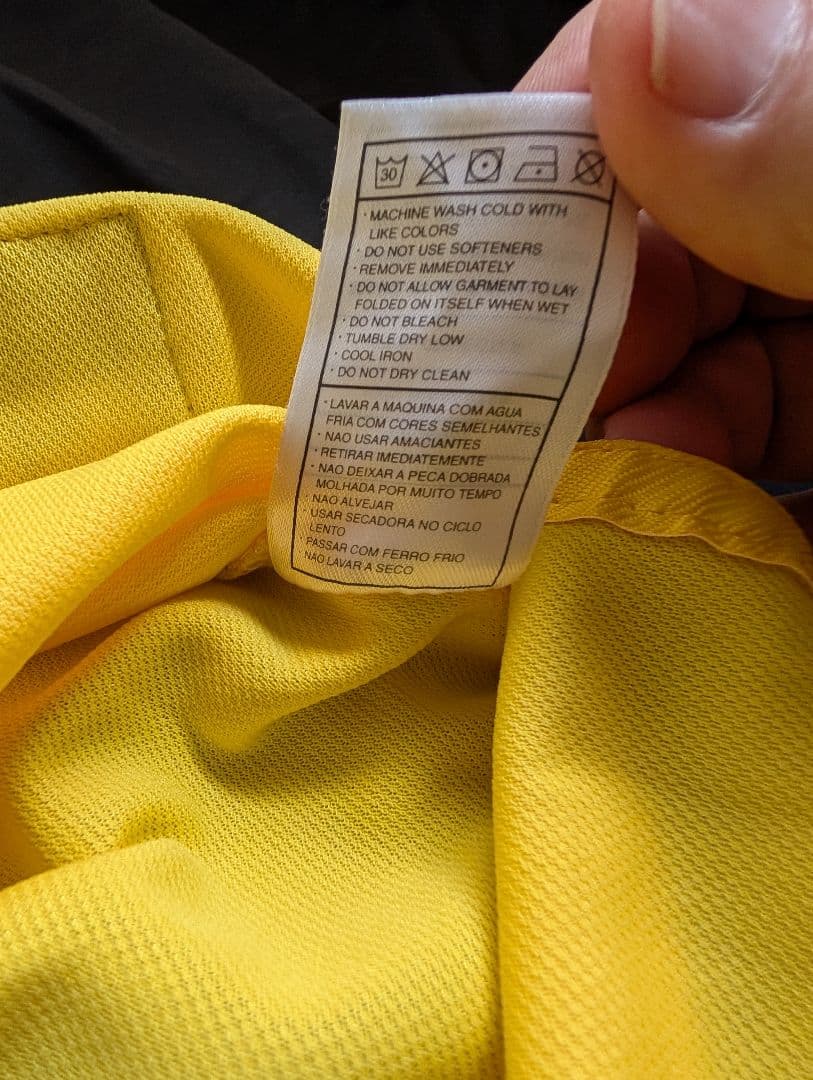 30
· MACHINE WASH COLD WITH
LIKE COLORS
· DO NOT USE SOFTENERS
· REMOVE IMMEDIATELY
· DO NOT ALLOW GARMENT TO LAY
FOLDED ON ITSELF WHEN WET
· DO NOT BLEACH
· TUMBLE DRY LOW
· COOL IRON
· DO NOT DRY CLEAN
· LAVAR A MAQUINA COM AGUA
FRIA COM CORES SEMELHANTES
· NAO USAR AMACIANTES
· RETIRAR IMEDIATEMENTE
· NAO DEIXAR A PECA DOBRADA
MOLHADA POR MUITO TEMPO
· NAO ALVEJAR
· USAR SECADORA NO CICLO
LENTO
· PASSAR COM FERRO FRIO
· NAO LAVAR A SECO